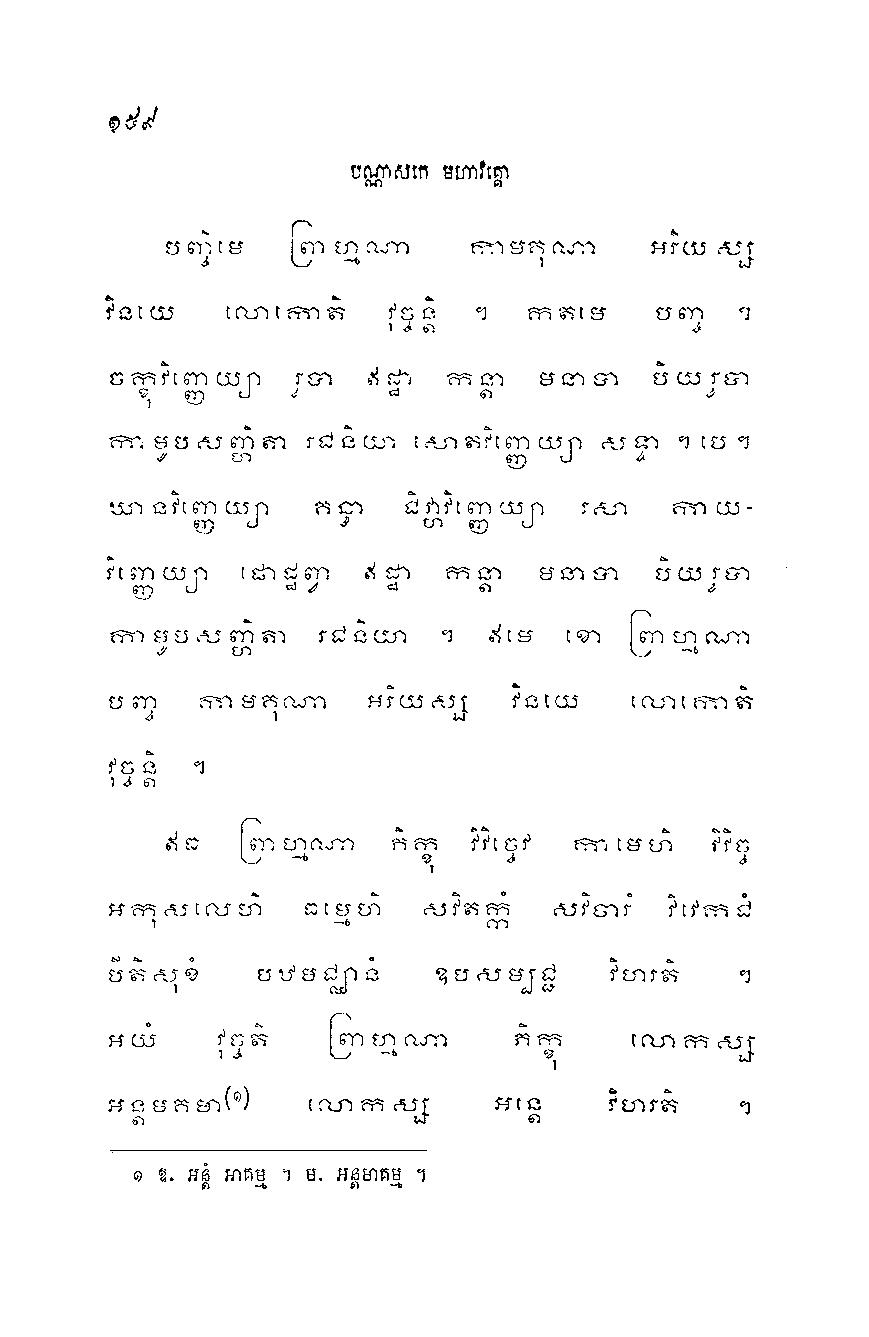 ១៥៩
បណ្ណាសកេ មហាវគ្គោ
បញ្ចិមេ ព្រាហ្មណា កាមគុណា អរិយស្ស
វិនយេ លោកោតិ វុច្ចន្តិ ។ កតមេ បញ្ច ។
ចក្ខុវិញ្ញេយ្យា រូបា ឥដ្ឋា កន្តា មនាបា បិយរូបា
កាមូបសញ្ហិតា រជនិយា សោតវិញ្ញេយ្យា សទ្ទា ។ បេ ។
ឃានវិញ្ញេយ្យា គន្ធា ជិវ្ហាវិញ្ញេយ្យា រសា កាយ-
វិញ្ញេយ្យា ផោដ្ឋព្វា ឥដ្ឋា កន្តា មនាបា បិយរូបា
កាមូបសញ្ហិតា រជនិយា ។ ឥមេ ខោ ព្រាហ្មណា
បញ្ច កាមគុណា អរិយស្ស វិនយេ លោកោតិ
វុច្ចន្តិ ។
ឥធ ព្រាហ្មណា ភិក្ខុ វិវិច្ចេវ កាមេហិ វិវិច្ច
អកុសលេហិ ធម្មេហិ សវិតក្កំ សវិចារំ វិវេកជំ
បីតិសុខំ បឋមជ្ឈានំ ឧបសម្បជ្ជ វិហរតិ ។
អយំ វុច្ចតិ ព្រាហ្មណា ភិក្ខុ លោកស្ស
អន្តមគមា(១) លោកស្ស អន្តេ វិហរតិ ។
១ ឱ. អន្តំ អាគម្ម ។ ម. អន្តមាគម្ម ។